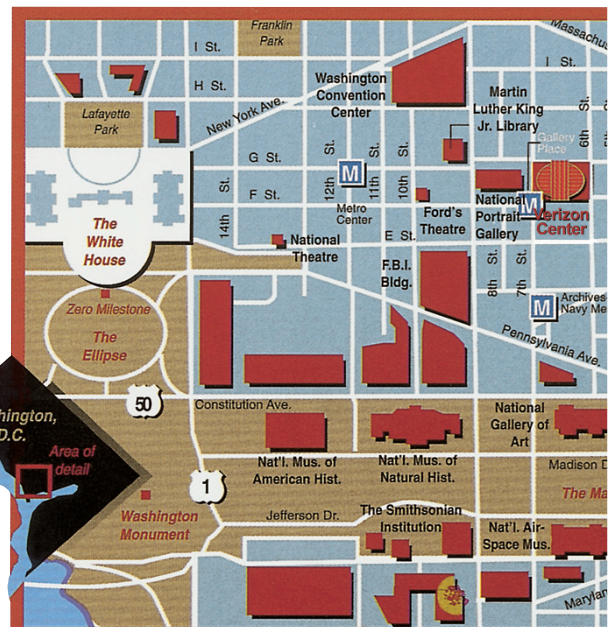 Franklin
Park
Massachu
I St.
I St.
H St.
Washington
Convention
Center
Martin
Luther King
Jr. Library
Lafayette
Park
New York Ave.
6th St.
Gallery
Place
G St.
F St.
14th St.
12th St.
11th St.
10th St.
M
Metro
Center
M
National
Portrait
Gallery
Verizon
Center
Ford's
Theatre
The
White
House
E St.
National
Theatre
F.B.I.
Bldg.
8th St.
7th St.
Zero Milestone
The
Ellipse
M
Archives
Navy Me
Pennsylvania Ave.
50
Constitution Ave.
National
Gallery of
Art
hington,
D.C.
Area of
detail
Nat'l. Mus. of
American Hist.
Nat'l. Mus. of
Natural Hist.
Madison D
1
The Ma
Washington
Monument
Jefferson Dr.
The Smithsonian
Institution
Nat'l. Air-
Space Mus.
Marylan